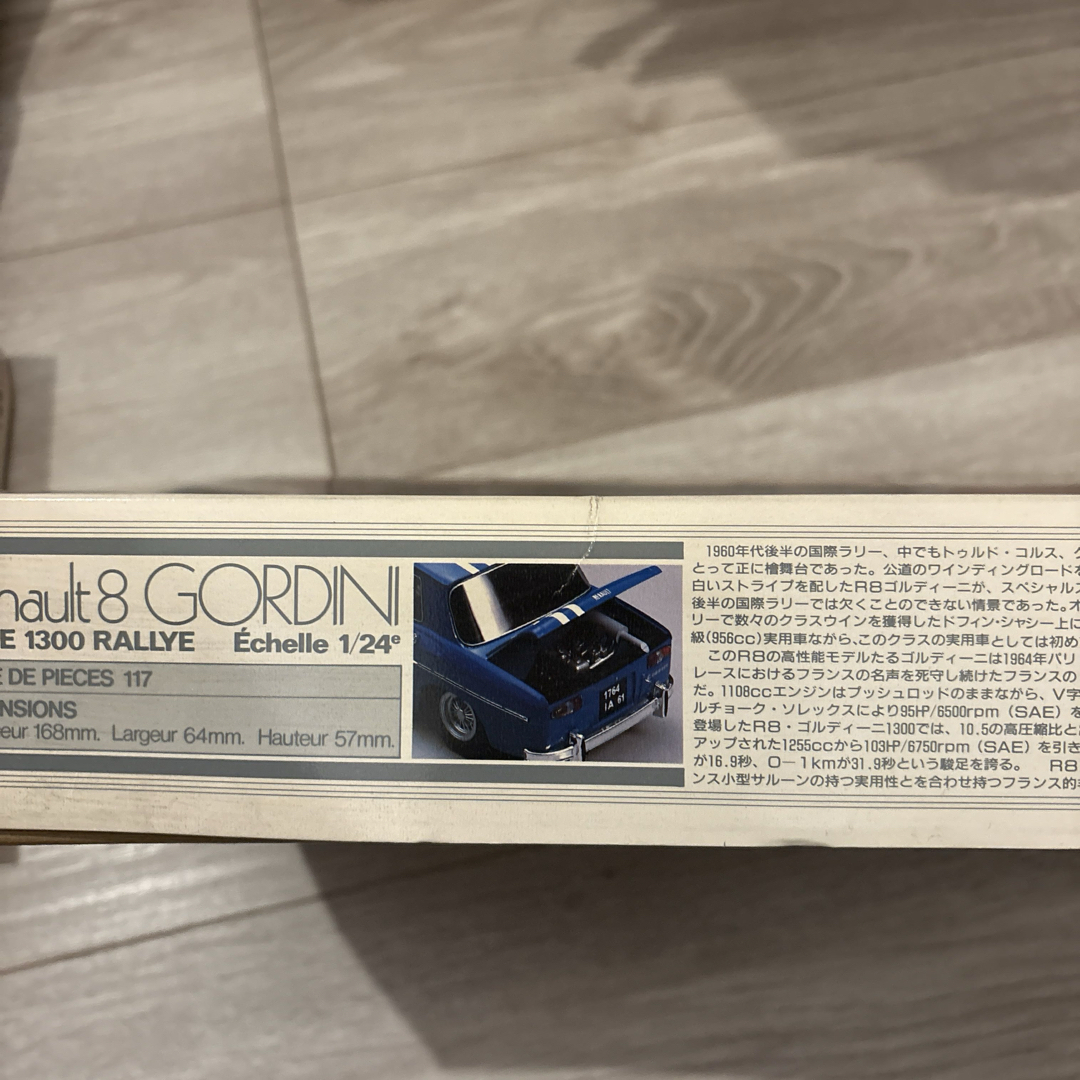 nault 8 GORDINI
E 1300 RALLYE Échelle 1/24e
E DE PIECES 117
ENSIONS
eur 168mm. Largeur 64mm. Hauteur 57mm.
1764
IA 61
1960年代後半の国際ラリー、中でもトゥルド・コルス、ク
とって正に檜舞台であった。公道のワインディングロードを
白いストライプを配したR8ゴルディーニが、スペシャルス
後半の国際ラリーでは欠くことのできない情景であった。オ
リーで数々のクラスウインを獲得したドフィン・シャシー上に
級(956cc)実用車ながら、このクラスの実用車としては初め
このR8の高性能モデルたるゴルディーニは1964年パリ
レースにおけるフランスの名声を死守し続けたフランスの
だ。1108ccエンジンはプッシュロッドのままながら、V字
ルチョーク・ソレックスにより95HP/6500rpm (SAE) を
登場したR8・ゴルディーニ1300では、10.5の高圧縮比と
アップされた1255ccから103HP/6750rpm (SAE) を引き
が16.9秒、0—1kmが31.9秒という駿足を誇る。 R8
ンス小型サルーンの持つ実用性とを合わせ持つフランス的